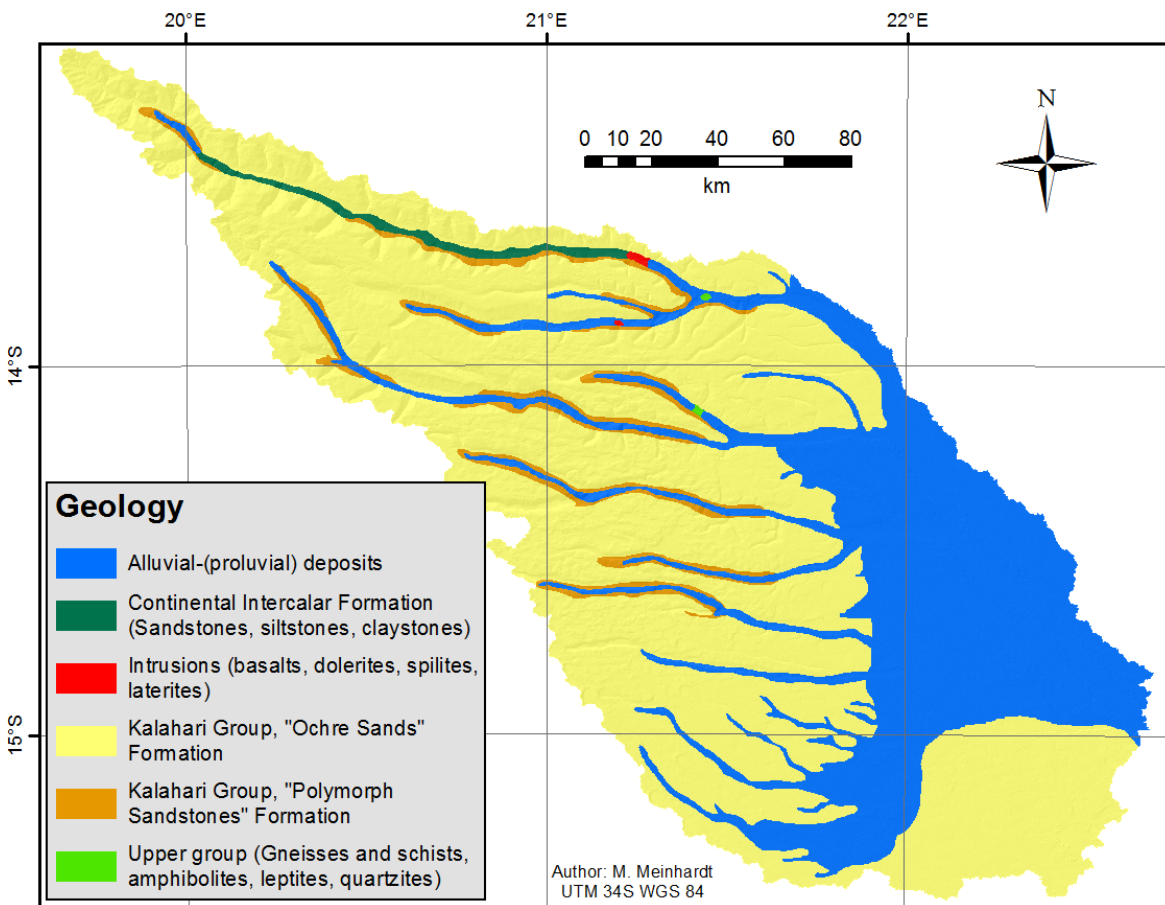 20°E 21°E 22°E
N
0 10 20 40 60 80
km
14°S
15°S
Geology
Alluvial-(proluvial) deposits
Continental Intercalar Formation
(Sandstones, siltstones, claystones)
Intrusions (basalts, dolerites, spilites,
laterites)
Kalahari Group, "Ochre Sands"
Formation
Kalahari Group, "Polymorph
Sandstones" Formation
Upper group (Gneisses and schists,
amphibolites, leptites, quartzites)
Author: M. Meinhardt
UTM 34S WGS 84